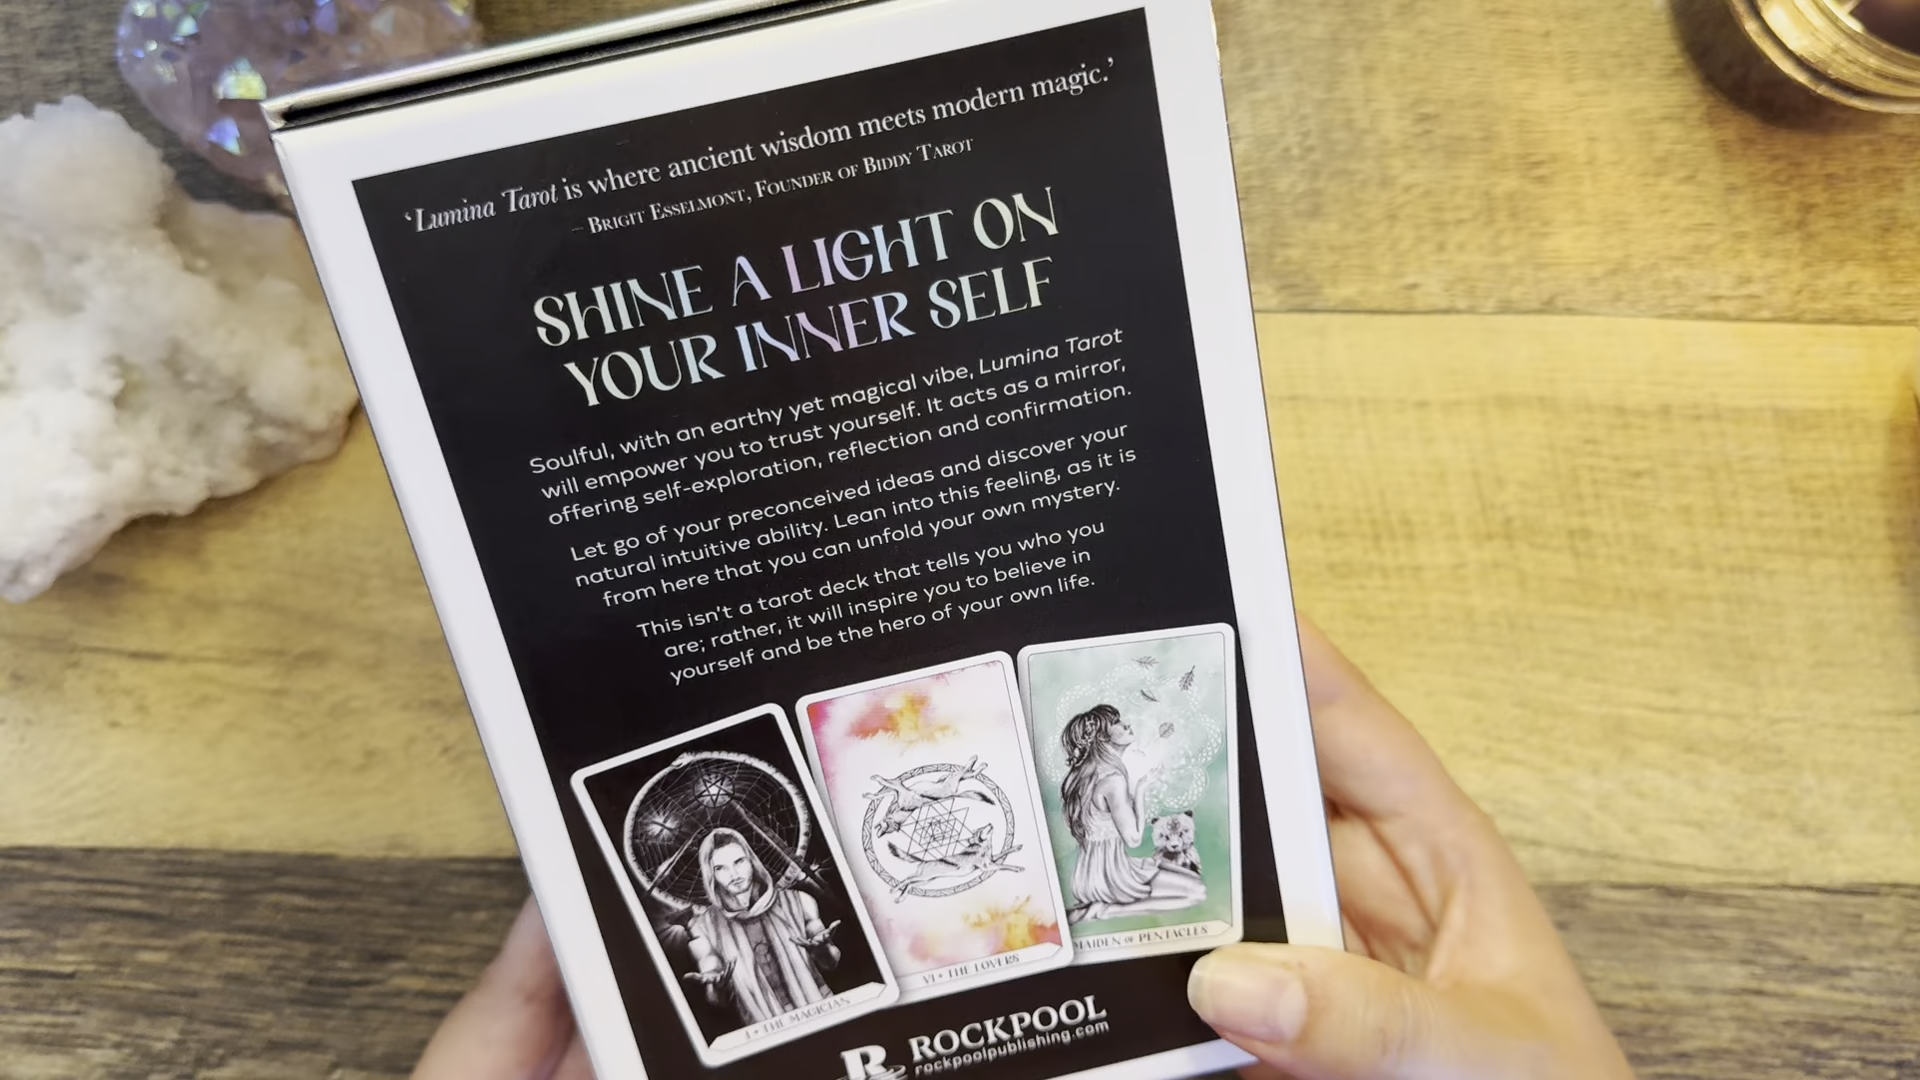 ‘Lumina Tarot is where ancient wisdom meets modern magic.’
– BRIGIT ESSELMONT, FOUNDER OF BIDDY TAROT
SHINE A LIGHT ON
YOUR INNER SELF
Soulful, with an earthy yet magical vibe, Lumina Tarot
will empower you to trust yourself. It acts as a mirror,
offering self-exploration, reflection and confirmation.
Let go of your preconceived ideas and discover your
natural intuitive ability. Lean into this feeling, as it is
from here that you can unfold your own mystery.
This isn't a tarot deck that tells you who you
are; rather, it will inspire you to believe in
yourself and be the hero of your own life.
I • THE MAGICIAN
VI • THE LOVERS
MAIDEN OF PENTACLES
R ROCKPOOL
rockpoolpublishing.com